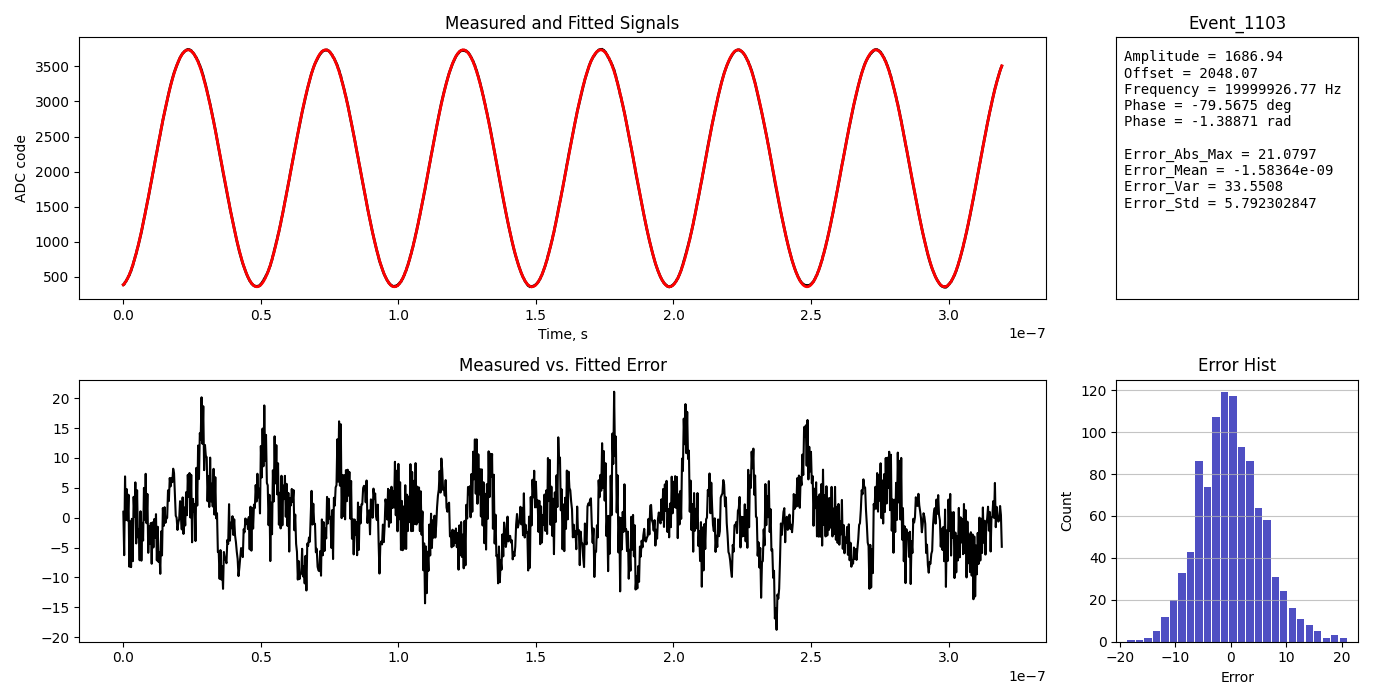 Measured and Fitted Signals
ADC code
3500
3000
2500
2000
1500
1000
500
0.0 0.5 1.0 1.5 2.0 2.5 3.0
Time, s
1e−7
Event_1103
Amplitude = 1686.94
Offset = 2048.07
Frequency = 19999926.77 Hz
Phase = -79.5675 deg
Phase = -1.38871 rad
Error_Abs_Max = 21.0797
Error_Mean = -1.58364e-09
Error_Var = 33.5508
Error_Std = 5.792302847
Measured vs. Fitted Error
20
15
10
5
0
−5
−10
−15
−20
0.0 0.5 1.0 1.5 2.0 2.5 3.0
1e−7
Error Hist
Count
120
100
80
60
40
20
0
−20 −10 0 10 20
Error